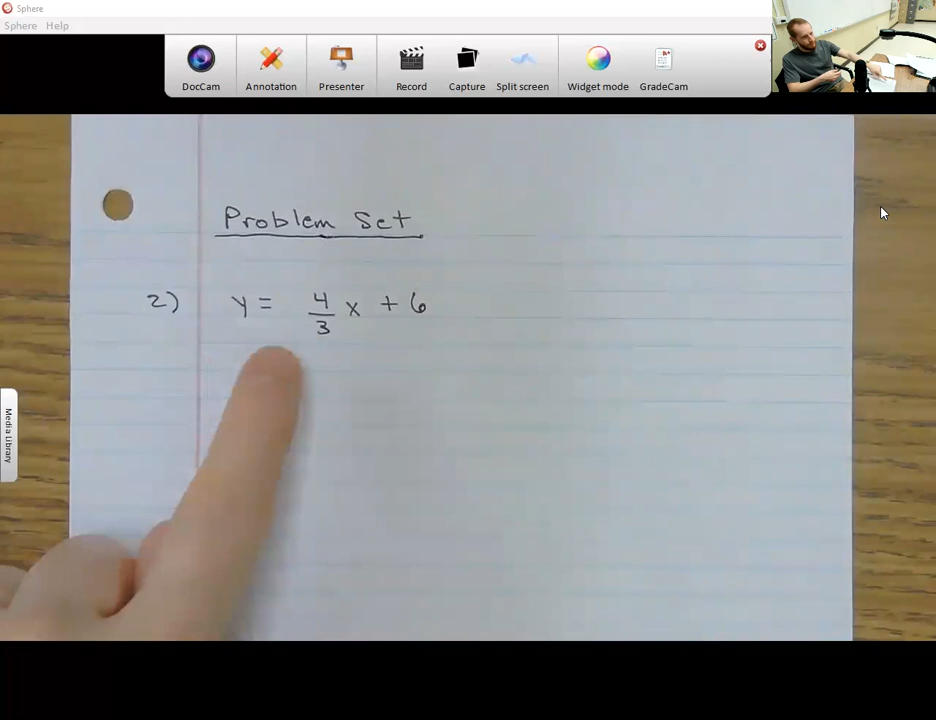 Sphere
Sphere Help
DocCam Annotation Presenter Record Capture Split screen Widget mode GradeCam
Problem Set
2) y = 4/3 x + 6
Media Library